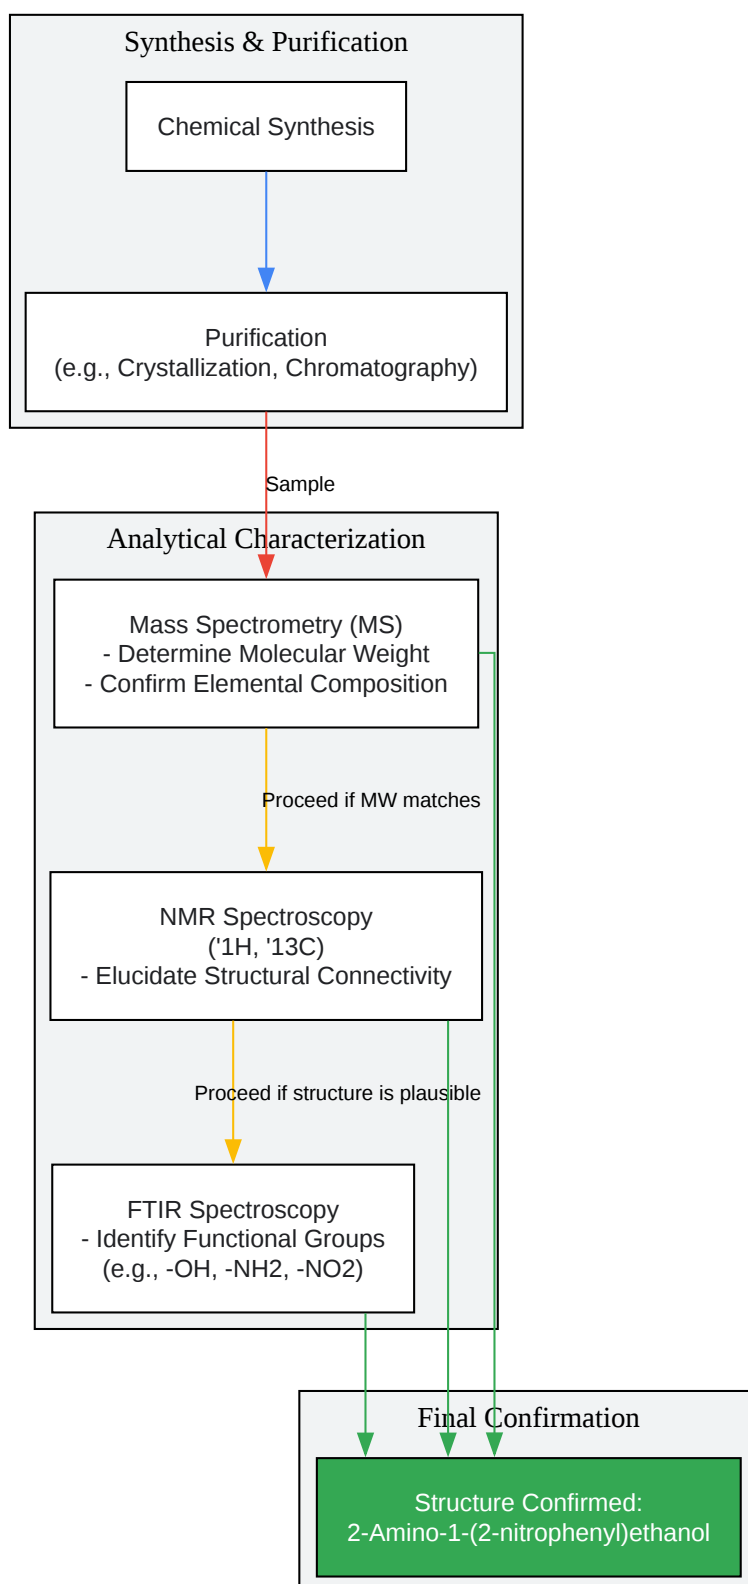 Synthesis & Purification
Chemical Synthesis
Purification
(e.g., Crystallization, Chromatography)
Sample
Analytical Characterization
Mass Spectrometry (MS)
- Determine Molecular Weight
- Confirm Elemental Composition
Proceed if MW matches
NMR Spectroscopy
('1H, '13C)
- Elucidate Structural Connectivity
Proceed if structure is plausible
FTIR Spectroscopy
- Identify Functional Groups
(e.g., -OH, -NH2, -NO2)
Final Confirmation
Structure Confirmed:
2-Amino-1-(2-nitrophenyl)ethanol